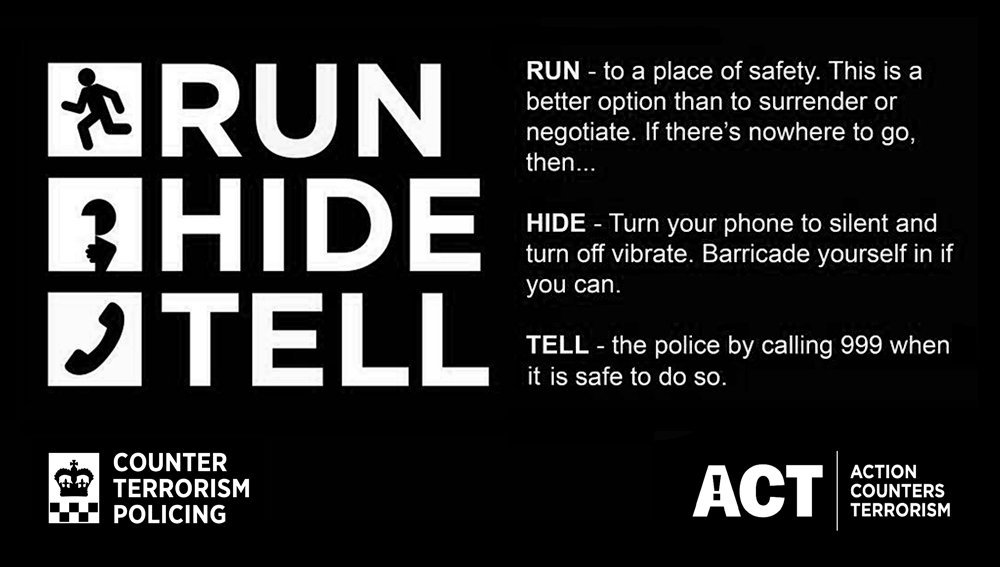 RUN
HIDE
TELL
RUN - to a place of safety. This is a
better option than to surrender or
negotiate. If there’s nowhere to go,
then...
HIDE - Turn your phone to silent and
turn off vibrate. Barricade yourself in if
you can.
TELL - the police by calling 999 when
it is safe to do so.
COUNTER
TERRORISM
POLICING
ACT
ACTION
COUNTERS
TERRORISM